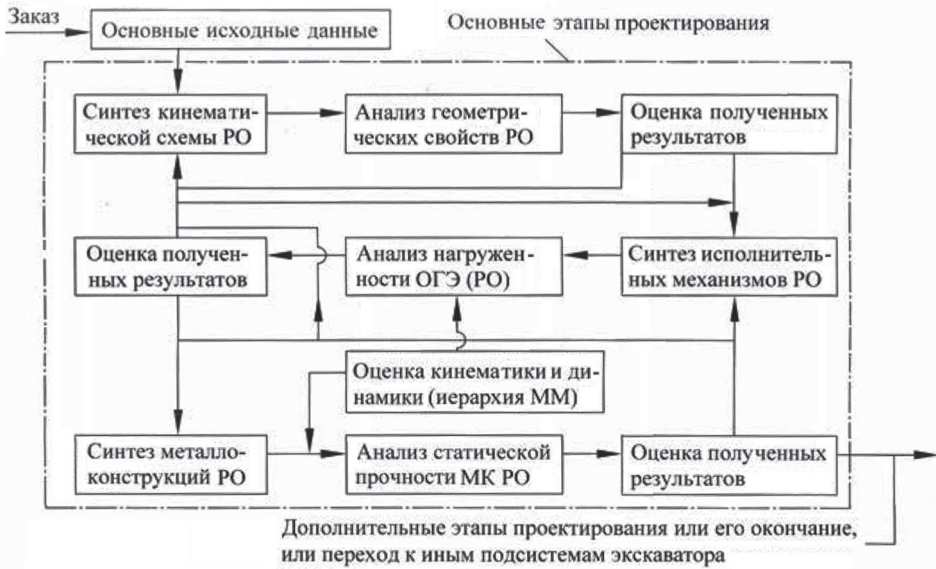 Заказ
Основные исходные данные
Основные этапы проектирования
Синтез кинемати-
ческой схемы РО
Анализ геометри-
ческих свойств РО
Оценка полученных
результатов
Оценка получен-
ных результатов
Анализ нагружен-
ности ОГЭ (РО)
Синтез исполнитель-
ных механизмов РО
Оценка кинематики и ди-
намики (иерархия ММ)
Синтез металло-
конструкций РО
Анализ статической
прочности МК РО
Оценка полученных
результатов
Дополнительные этапы проектирования или его окончание,
или переход к иным подсистемам экскаватора